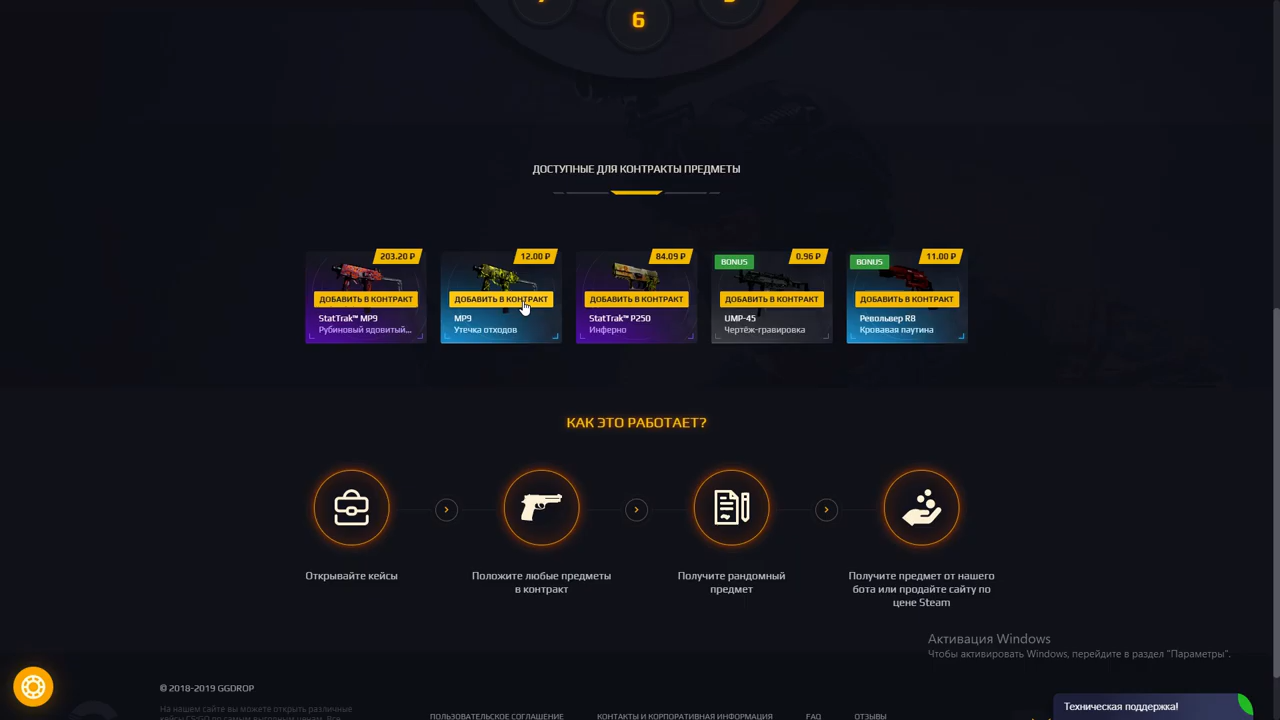 6
ДОСТУПНЫЕ ДЛЯ КОНТРАКТЫ ПРЕДМЕТЫ
203.20 ₽
12.00 ₽
84.09 ₽
BONUS
0.96 ₽
BONUS
11.00 ₽
ДОБАВИТЬ В КОНТРАКТ
ДОБАВИТЬ В КОНТРАКТ
ДОБАВИТЬ В КОНТРАКТ
ДОБАВИТЬ В КОНТРАКТ
ДОБАВИТЬ В КОНТРАКТ
StatTrak™ MP9
Рубиновый ядовитый...
MP9
Утечка отходов
StatTrak™ P250
Инферно
UMP-45
Чертёж-гравировка
Револьвер R8
Кровавая паутина
КАК ЭТО РАБОТАЕТ?
Открывайте кейсы
Положите любые предметы
в контракт
Получите рандомный
предмет
Получите предмет от нашего
бота или продайте сайту по
цене Steam
Активация Windows
Чтобы активировать Windows, перейдите в раздел "Параметры".
© 2018-2019 GGDROP
На нашем сайте вы можете открыть различные
ПОЛЬЗОВАТЕЛЬСКОЕ СОГЛАШЕНИЕ
КОНТАКТЫ И КОРПОРАТИВНАЯ ИНФОРМАЦИЯ
FAQ
ОТЗЫВЫ
Техническая поддержка!